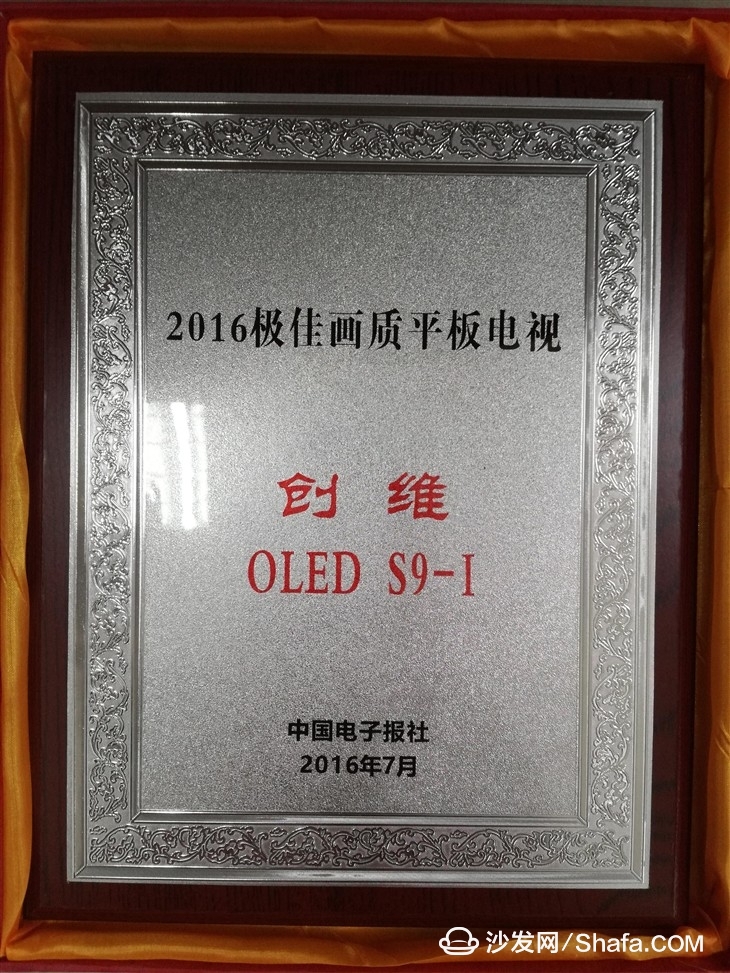 2016极佳画质平板电视
创维
OLED S9-I
中国电子报社
2016年7月
沙发网/Shafa.com